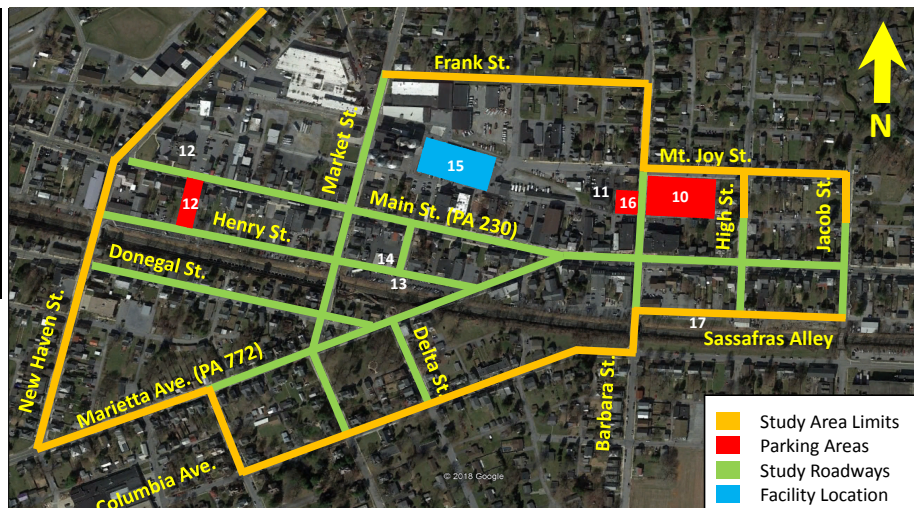 Frank St.
N
Market St.
12
15
Mt. Joy St.
11
16
10
12
Main St. (PA 230)
High St.
Jacob St.
Henry St.
14
13
Donegal St.
17
Sassafras Alley
New Haven St.
Marietta Ave. (PA 772)
Delta St.
Barbara St.
Columbia Ave.
© 2018 Google
Study Area Limits
Parking Areas
Study Roadways
Facility Location